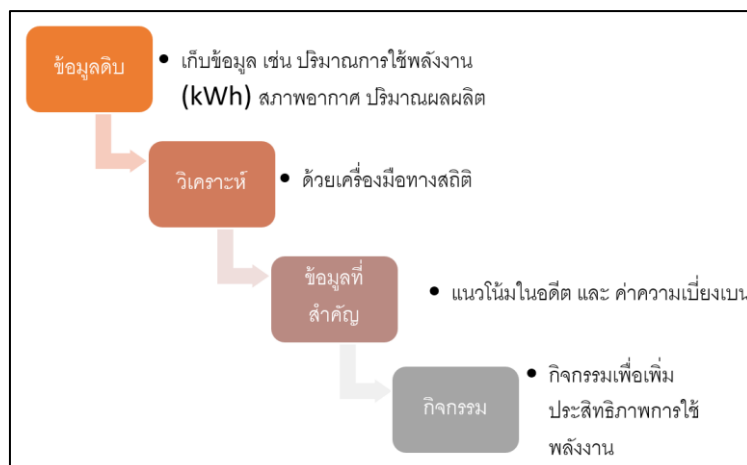 ข้อมูลดิบ
• เก็บข้อมูล เช่น ปริมาณการใช้พลังงาน
(kWh) สภาพอากาศ ปริมาณผลผลิต
วิเคราะห์
• ด้วยเครื่องมือทางสถิติ
ข้อมูลที่
สำคัญ
• แนวโน้มในอดีต และ ค่าความเบี่ยงเบน
กิจกรรม
• กิจกรรมเพื่อเพิ่ม
ประสิทธิภาพการใช้
พลังงาน